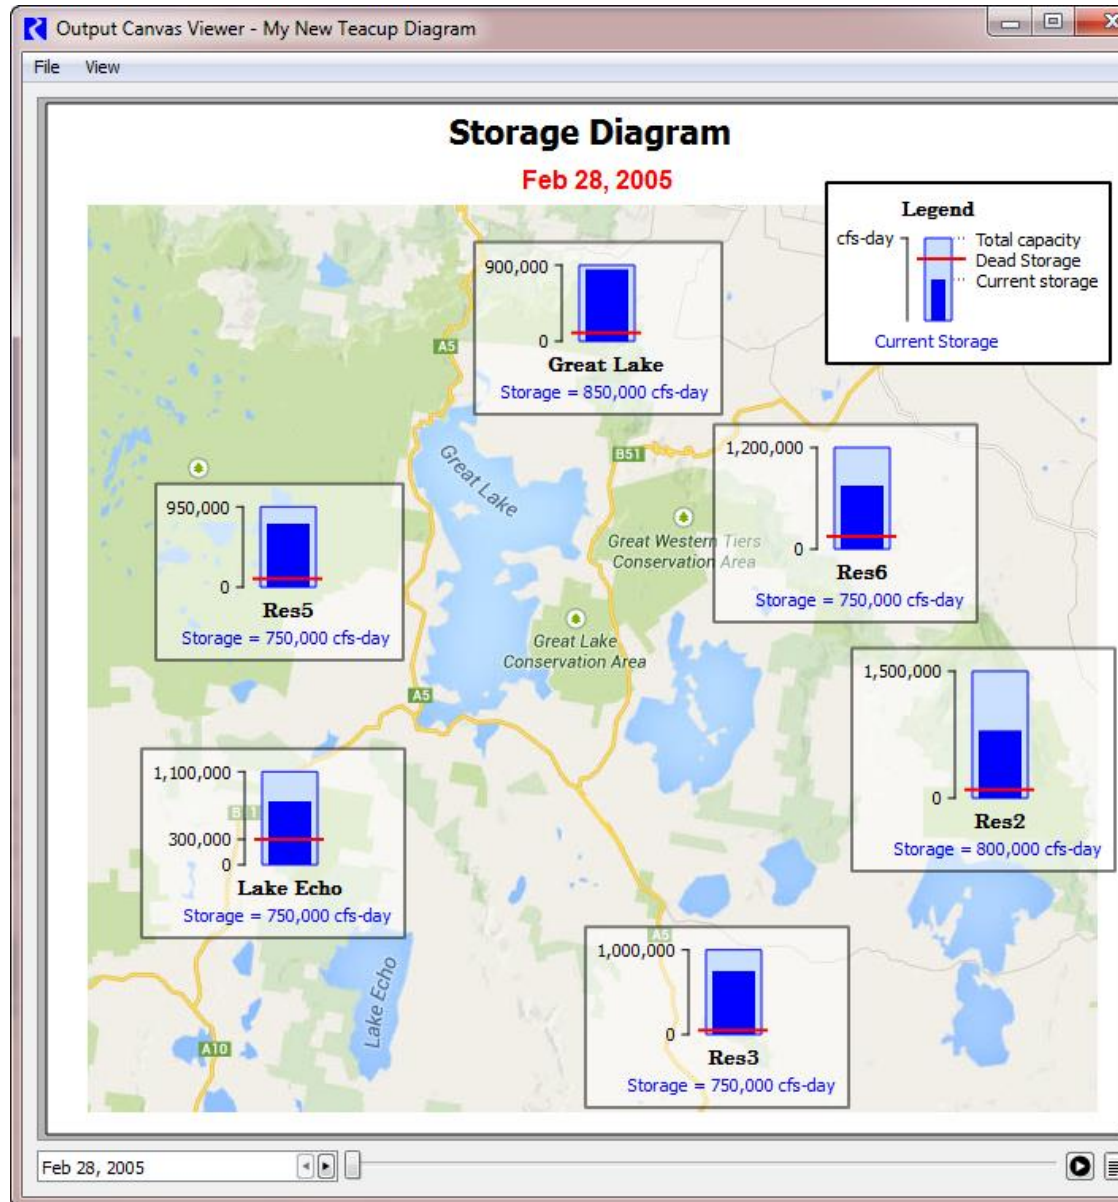 Output Canvas Viewer - My New Teacup Diagram
File View
Storage Diagram
Feb 28, 2005
Legend
cfs-day
Total capacity
Dead Storage
Current storage
Current Storage
900,000
0
Great Lake
Storage = 850,000 cfs-day
A5
B51
Great Lake
1,200,000
0
Res6
Storage = 750,000 cfs-day
950,000
0
Res5
Storage = 750,000 cfs-day
Great Western Tiers
Conservation Area
Great Lake
Conservation Area
A5
1,500,000
0
Res2
Storage = 800,000 cfs-day
1,100,000
300,000
0
Lake Echo
Storage = 750,000 cfs-day
1,000,000
0
Res3
Storage = 750,000 cfs-day
A5
Lake Echo
A10
Feb 28, 2005